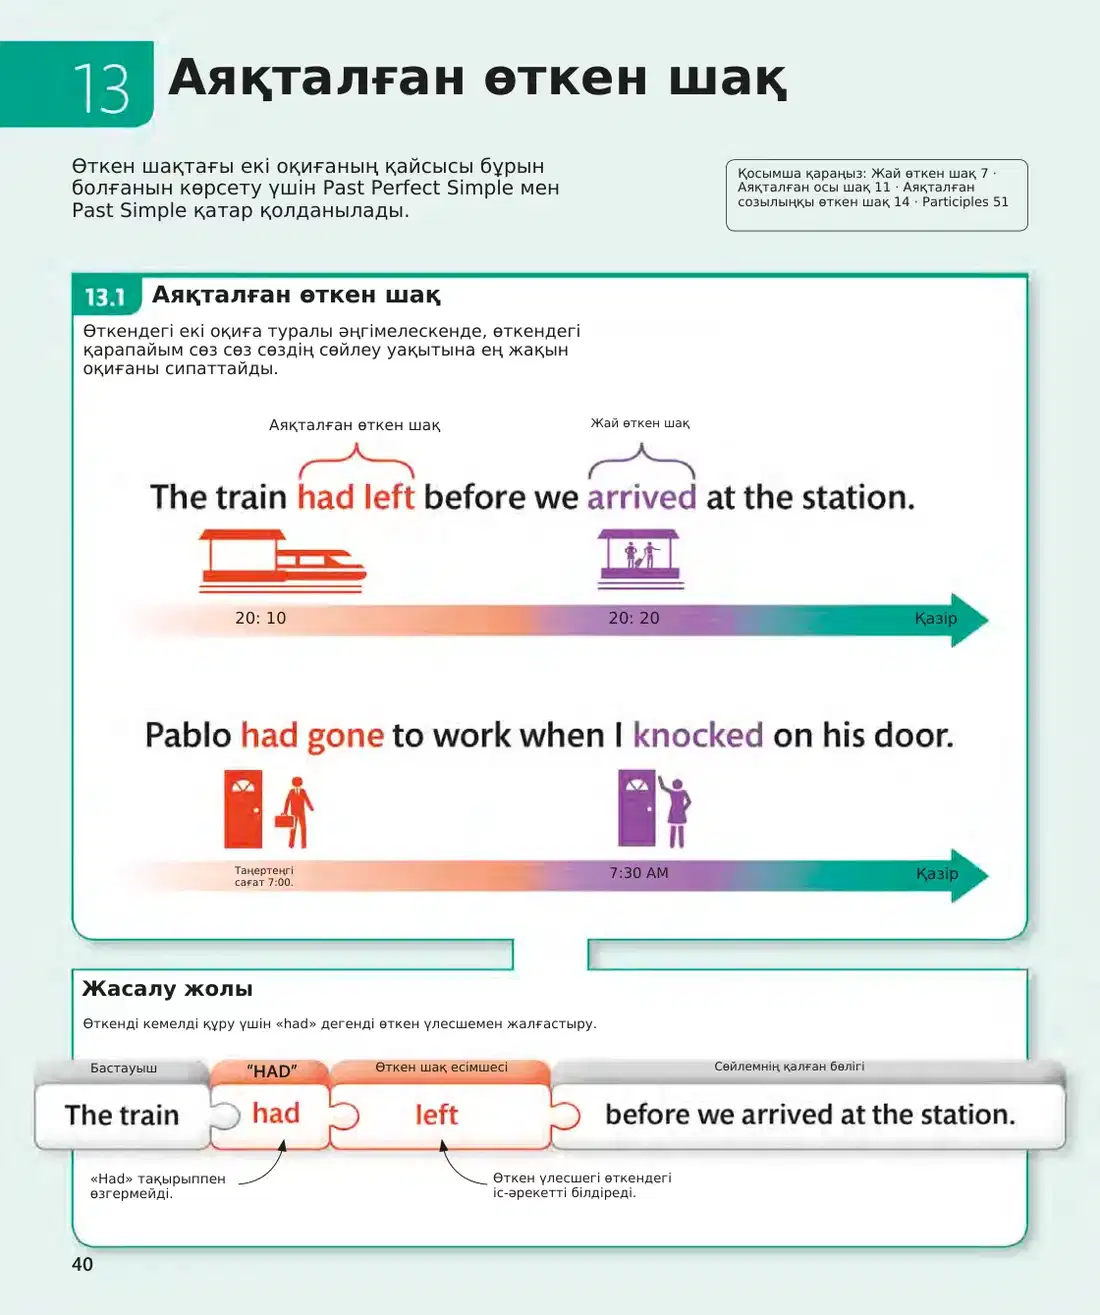 13
Аяқталған өткен шақ
Өткен шақтағы екі оқиғаның қайсысы бұрын
болғанын көрсету үшін Past Perfect Simple мен
Past Simple қатар қолданылады.
Қосымша қараңыз: Жай өткен шақ 7 ·
Аяқталған осы шақ 11 · Аяқталған
созылыңқы өткен шақ 14 · Participles 51
13.1 Аяқталған өткен шақ
Өткендегі екі оқиға туралы әңгімелескенде, өткендегі
қарапайым сөз сөз сөздің сөйлеу уақытына ең жақын
оқиғаны сипаттайды.
Аяқталған өткен шақ Жай өткен шақ
The train had left before we arrived at the station.
20: 10 20: 20 Қазір
Pablo had gone to work when I knocked on his door.
Таңертеңгі
сағат 7:00.
7:30 AM Қазір
Жасалу жолы
Өткенді кемелді құру үшін «had» дегенді өткен үлесшемен жалғастыру.
Бастауыш “HAD” Өткен шақ есімшесі Сөйлемнің қалған бөлігі
The train had left before we arrived at the station.
«Had» тақырыппен
өзгермейді.
Өткен үлесшегі өткендегі
іс-әрекетті білдіреді.
40